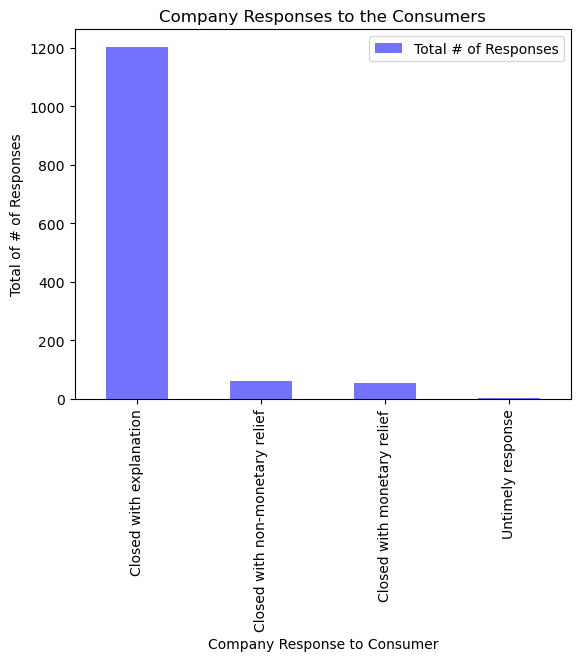 Company Responses to the Consumers
Total # of Responses
Total of # of Responses
1200
1000
800
600
400
200
0
Closed with explanation
Closed with non-monetary relief
Closed with monetary relief
Untimely response
Company Response to Consumer